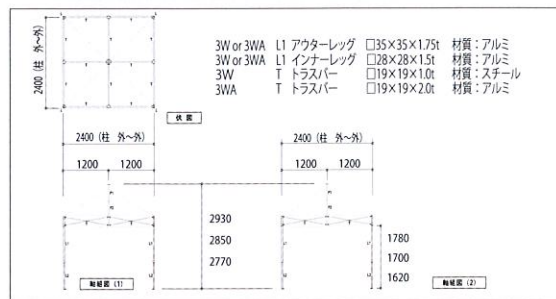 3W or 3WA L1 アウターレッグ □35×35×1.75t 材質：アルミ
3W or 3WA L1 インナーレッグ □28×28×1.5t 材質：アルミ
3W T トラスバー □19×19×1.0t 材質：スチール
3WA T トラスバー □19×19×2.0t 材質：アルミ
2400 (柱 外～外)
伏図
2400 (柱 外～外)
1200 1200
2930
2850
2770
軸組図 (1)
2400 (柱 外～外)
1200 1200
1780
1700
1620
軸組図 (2)